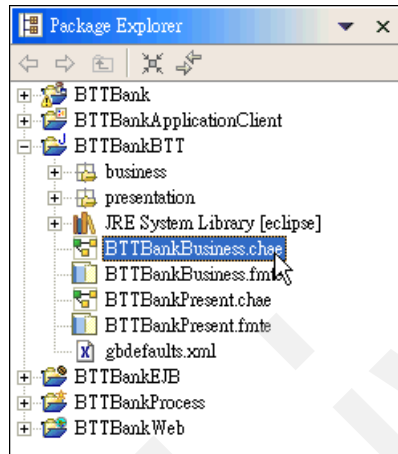 Package Explorer
BTTBank
BTTBankApplicationClient
BTTBankBTT
business
presentation
JRE System Library [eclipse]
BTTBankBusiness.chae
BTTBankBusiness.fmte
BTTBankPresent.chae
BTTBankPresent.fmte
gbdefaults.xml
BTTBankEJB
BTTBankProcess
BTTBankWeb